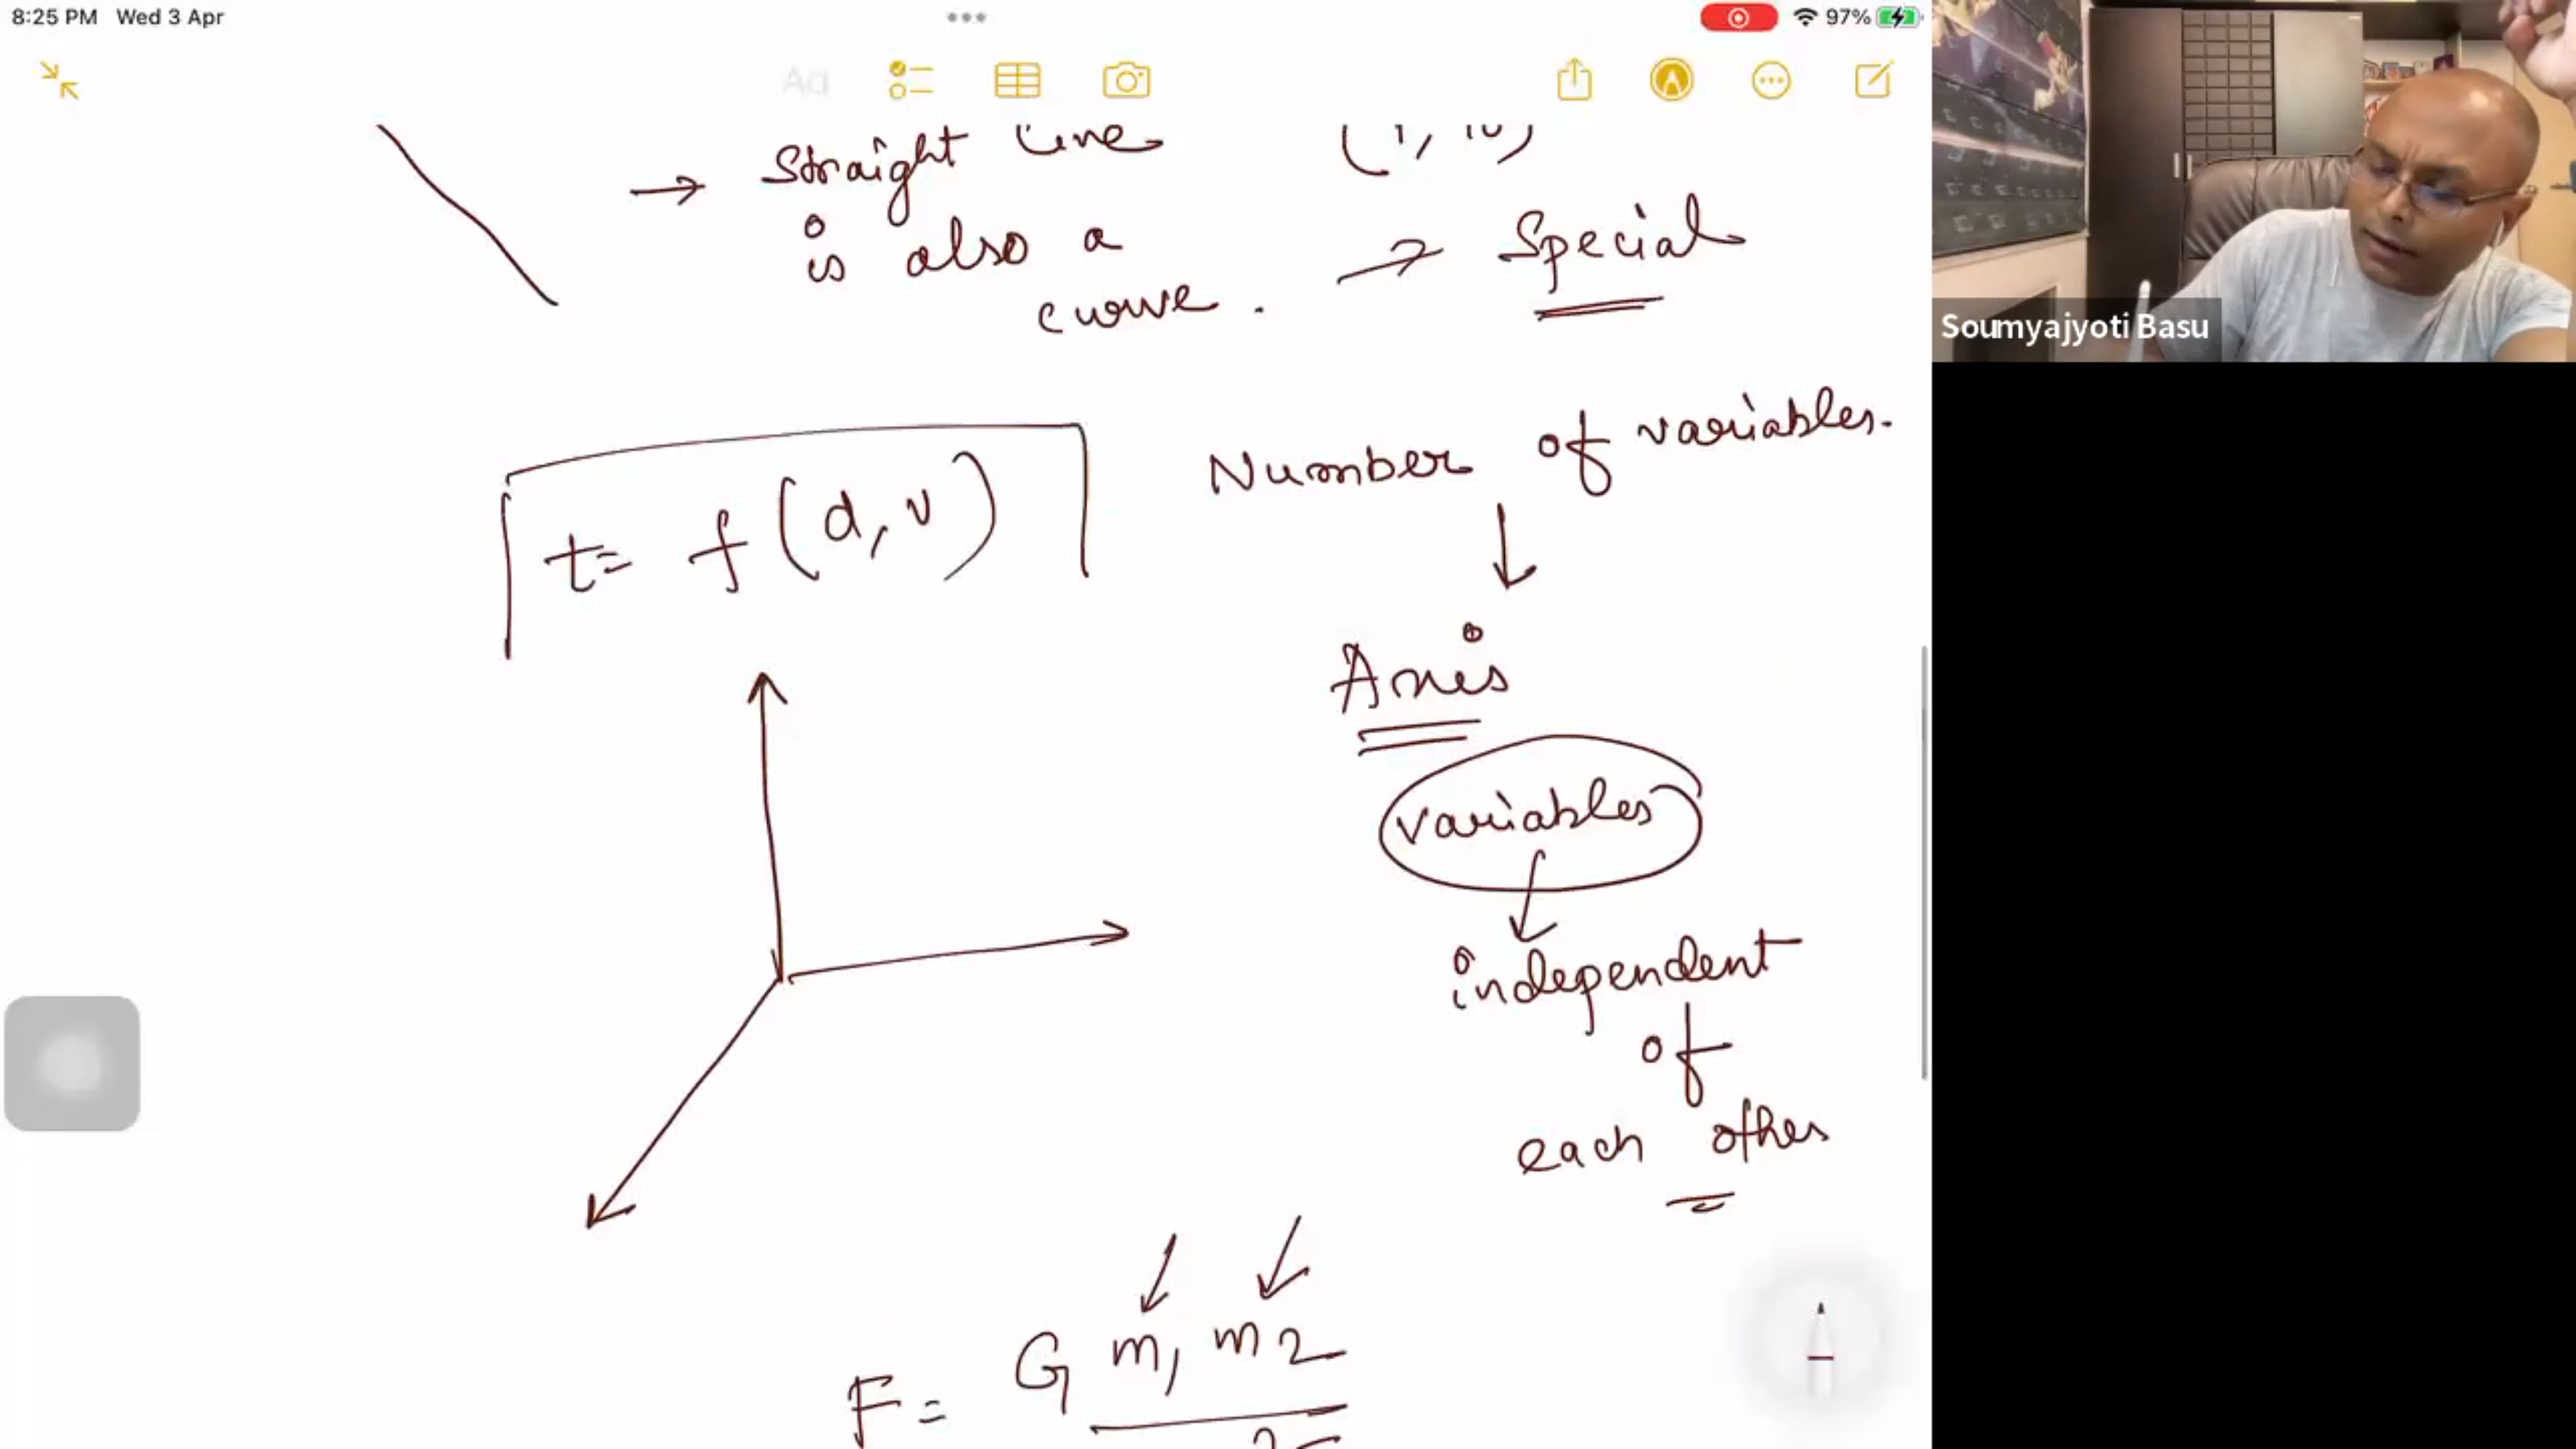 8:25 PM Wed 3 Apr
97%
Aa
Straight line
is also a
curve.
Special
Soumyajyoti Basu
Number of variables.
t= f(d, v)
Axis
variables
independent
of
each other
F = G m1 m2